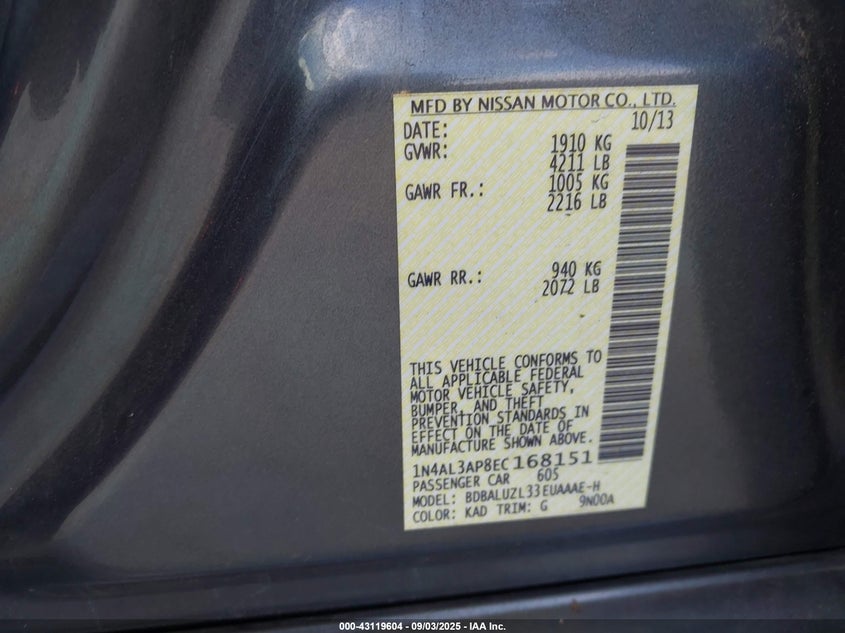 MFD BY NISSAN MOTOR CO., LTD.
DATE: 10/13
GVWR: 1910 KG
4211 LB
GAWR FR.: 1005 KG
2216 LB
GAWR RR.: 940 KG
2072 LB
THIS VEHICLE CONFORMS TO
ALL APPLICABLE FEDERAL
MOTOR VEHICLE SAFETY,
BUMPER, AND THEFT
PREVENTION STANDARDS IN
EFFECT ON THE DATE OF
MANUFACTURE SHOWN ABOVE.
1N4AL3AP8EC168151
PASSENGER CAR 605
MODEL: BDBALUZL33EUAAAE-H
COLOR: KAD TRIM: G 9N00A
000-43119604 - 09/03/2025 - IAA Inc.